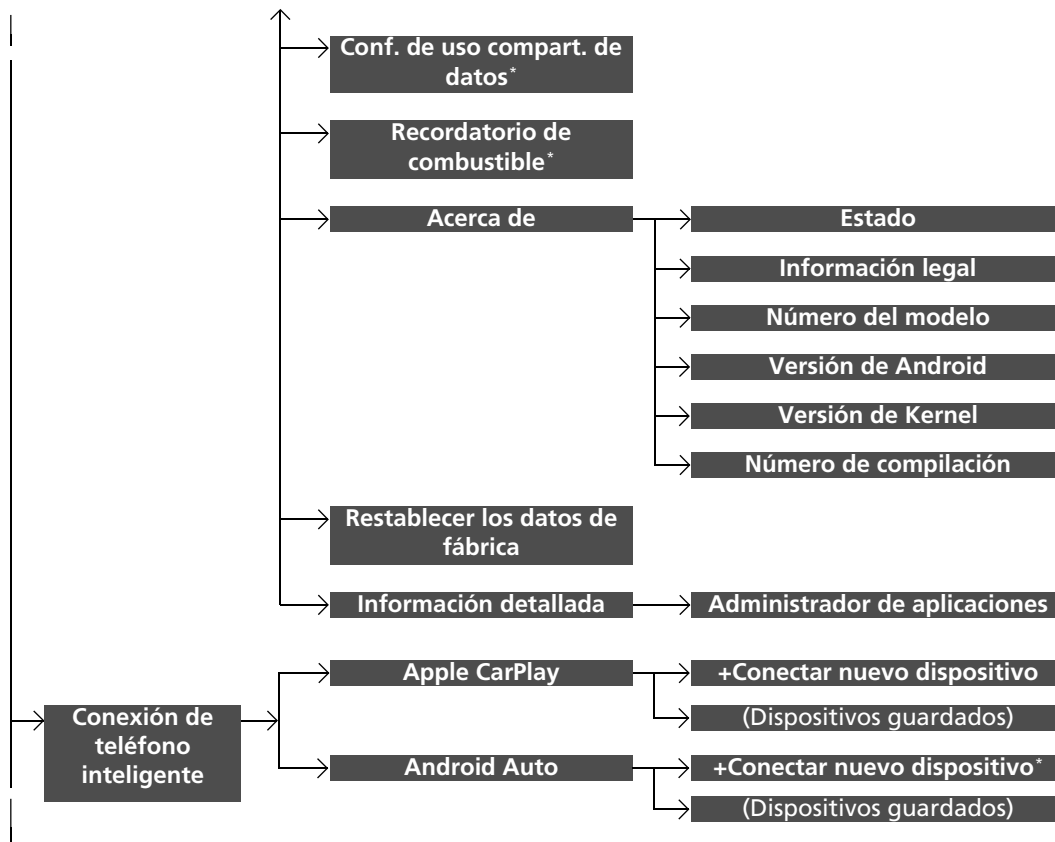 Conf. de uso compart. de
datos*
Recordatorio de
combustible*
Acerca de
Estado
Información legal
Número del modelo
Versión de Android
Versión de Kernel
Número de compilación
Restablecer los datos de
fábrica
Información detallada
Administrador de aplicaciones
Conexión de
teléfono
inteligente
Apple CarPlay
+Conectar nuevo dispositivo
(Dispositivos guardados)
Android Auto
+Conectar nuevo dispositivo*
(Dispositivos guardados)